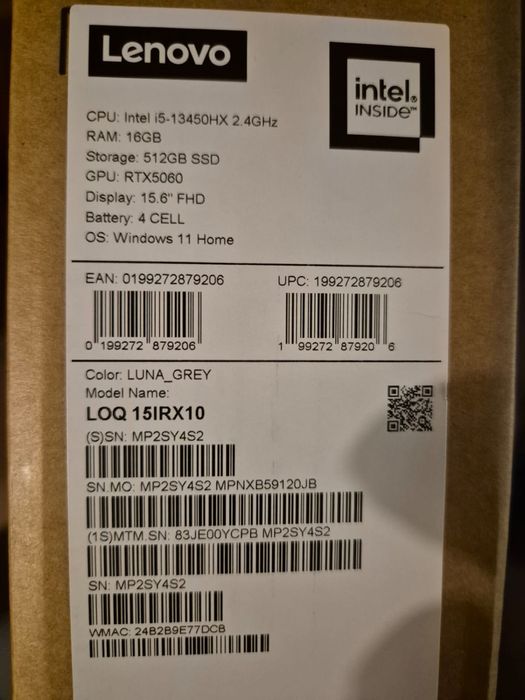 Lenovo
intel.
INSIDE™
CPU: Intel i5-13450HX 2.4GHz
RAM: 16GB
Storage: 512GB SSD
GPU: RTX5060
Display: 15.6" FHD
Battery: 4 CELL
OS: Windows 11 Home
EAN: 0199272879206
UPC: 199272879206
0 199272 879206
1 99272 87920 6
Color: LUNA_GREY
Model Name:
LOQ 15IRX10
(S)SN: MP2SY4S2
SN.MO: MP2SY4S2 MPNXB59120JB
(1S)MTM.SN: 83JE00YCPB MP2SY4S2
SN: MP2SY4S2
WMAC: 24B2B9E77DCB